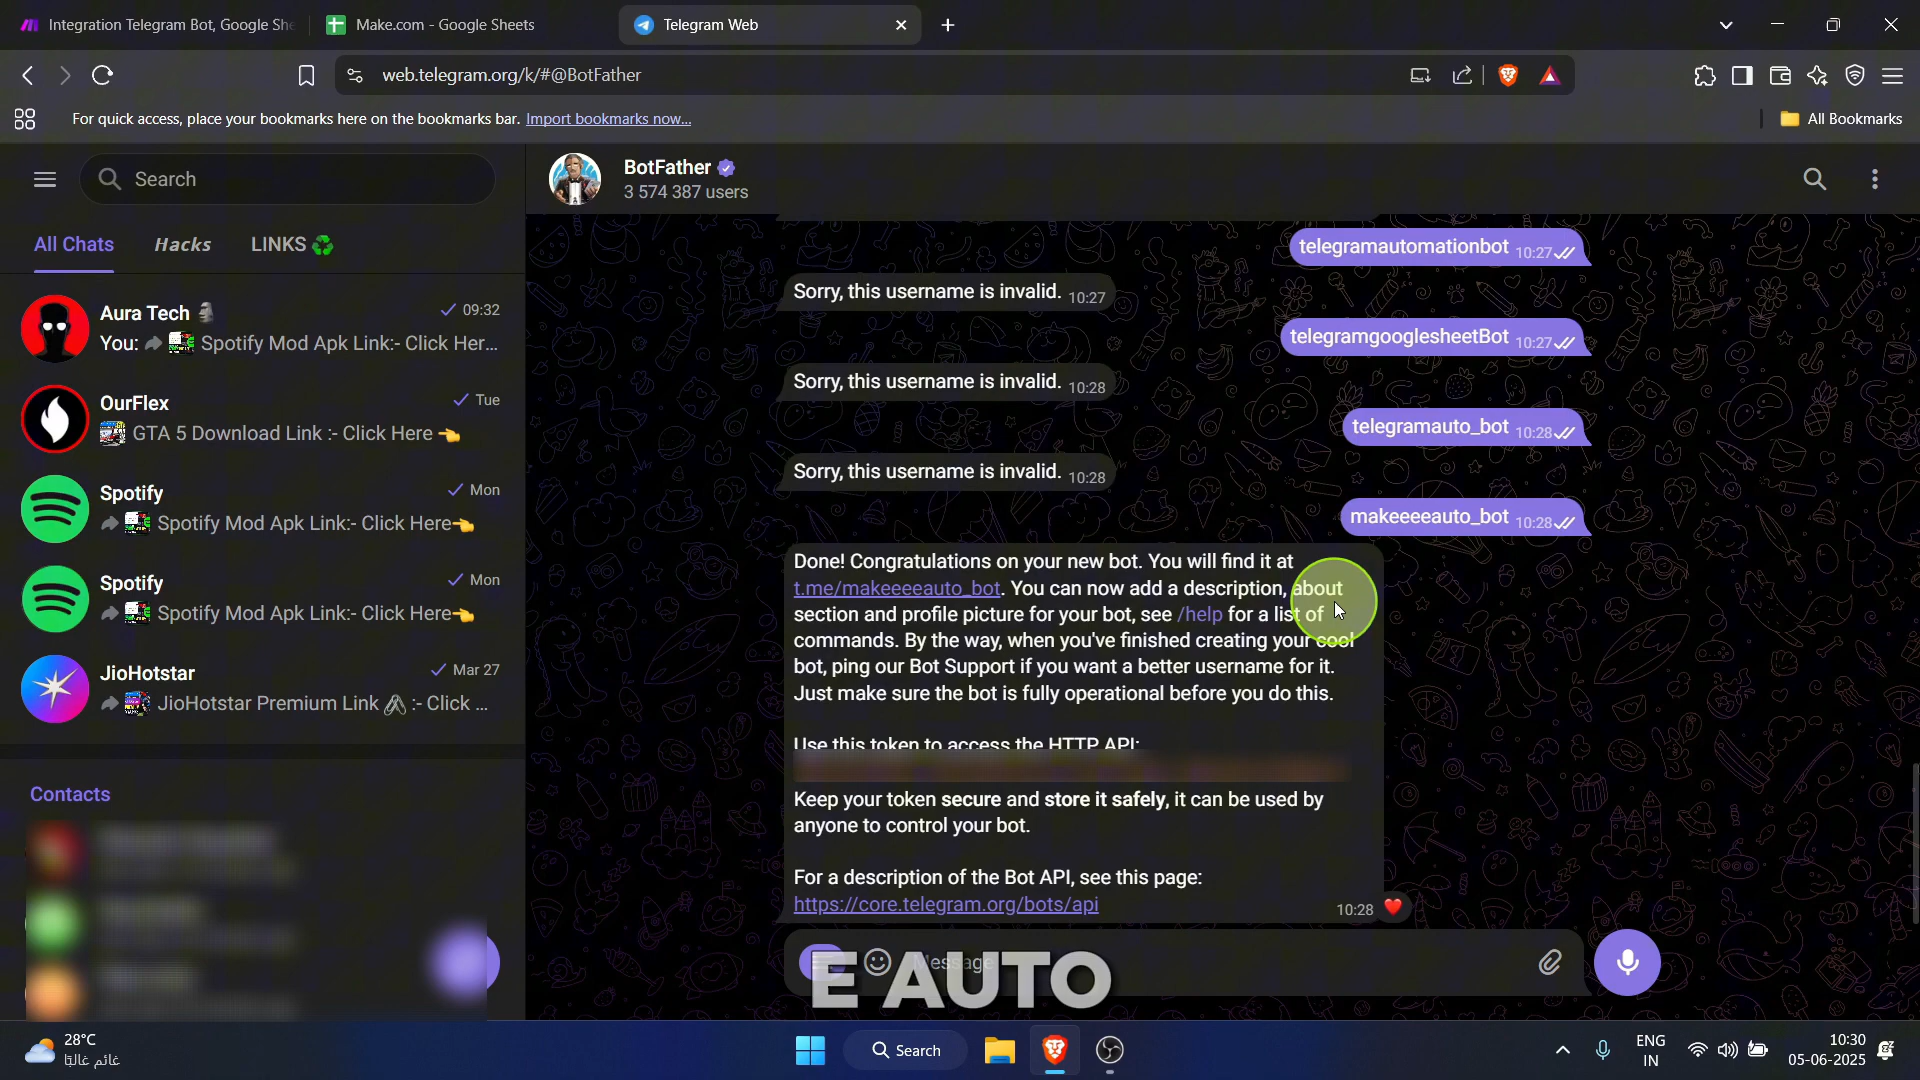 Integration Telegram Bot, Google She
Make.com - Google Sheets
Telegram Web
web.telegram.org/k/#@BotFather
For quick access, place your bookmarks here on the bookmarks bar. Import bookmarks now...
All Bookmarks
Search
BotFather
3 574 387 users
All Chats
Hacks
LINKS
Aura Tech
09:32
You: Spotify Mod Apk Link:- Click Her...
OurFlex
Tue
GTA 5 Download Link :- Click Here
Spotify
Mon
Spotify Mod Apk Link:- Click Here
Spotify
Mon
Spotify Mod Apk Link:- Click Here
JioHotstar
Mar 27
JioHotstar Premium Link :- Click ...
Contacts
telegramautomationbot 10:27
Sorry, this username is invalid. 10:27
telegramgooglesheetBot 10:27
Sorry, this username is invalid. 10:28
telegramauto_bot 10:28
Sorry, this username is invalid. 10:28
makeeeeauto_bot 10:28
Done! Congratulations on your new bot. You will find it at
t.me/makeeeeauto_bot. You can now add a description, about
section and profile picture for your bot, see /help for a list of
commands. By the way, when you've finished creating your cool
bot, ping our Bot Support if you want a better username for it.
Just make sure the bot is fully operational before you do this.
Use this token to access the HTTP API:
Keep your token secure and store it safely, it can be used by
anyone to control your bot.
For a description of the Bot API, see this page:
https://core.telegram.org/bots/api
10:28
Message
E AUTO
28°C
غائم غالبًا
Search
ENG
IN
10:30
05-06-2025